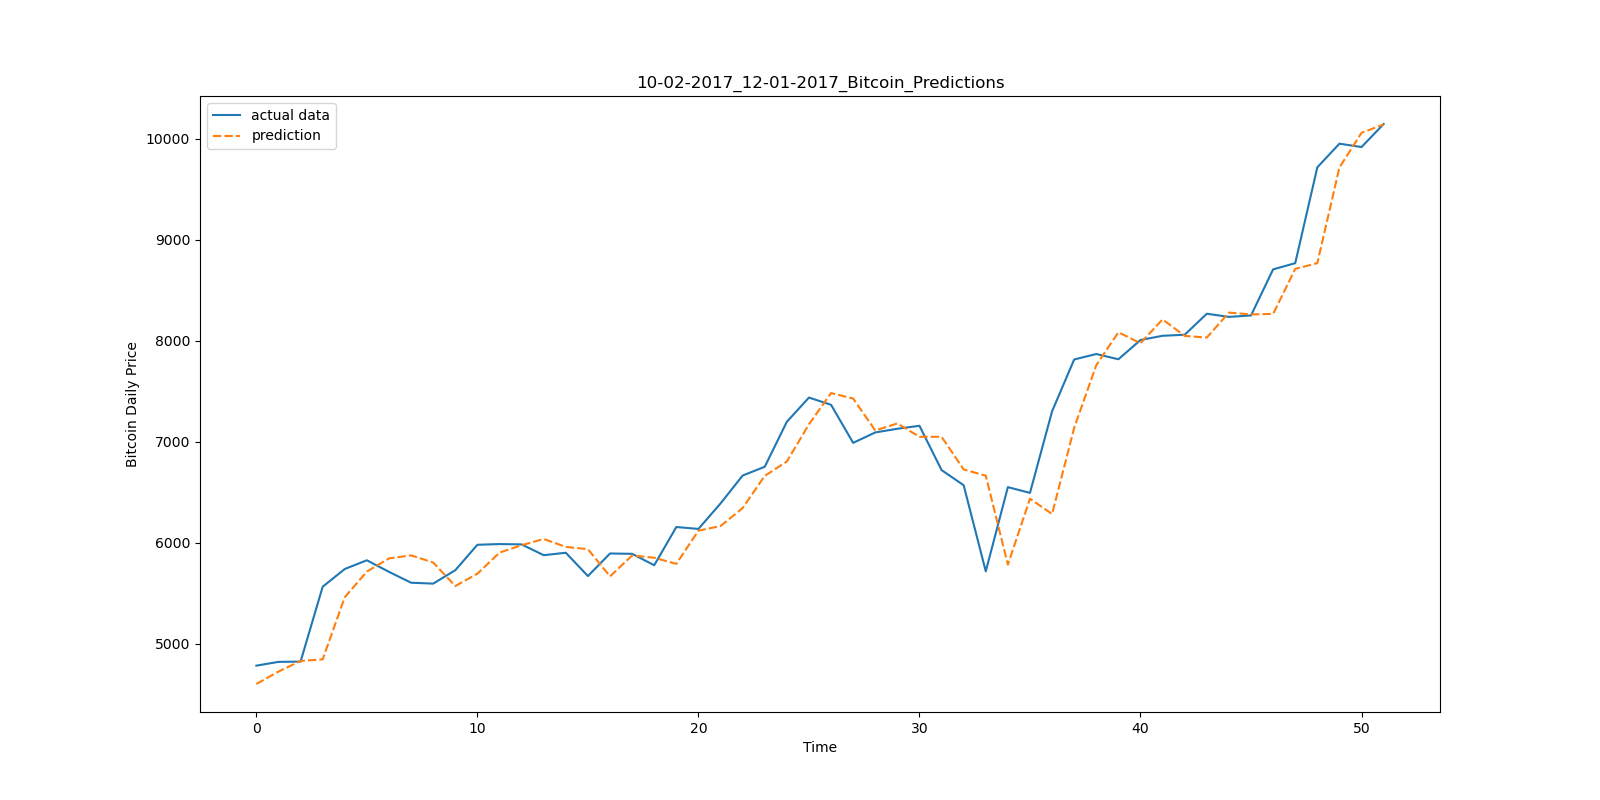 10-02-2017_12-01-2017_Bitcoin_Predictions
actual data
prediction
10000
9000
8000
7000
6000
5000
Bitcoin Daily Price
0 10 20 30 40 50
Time